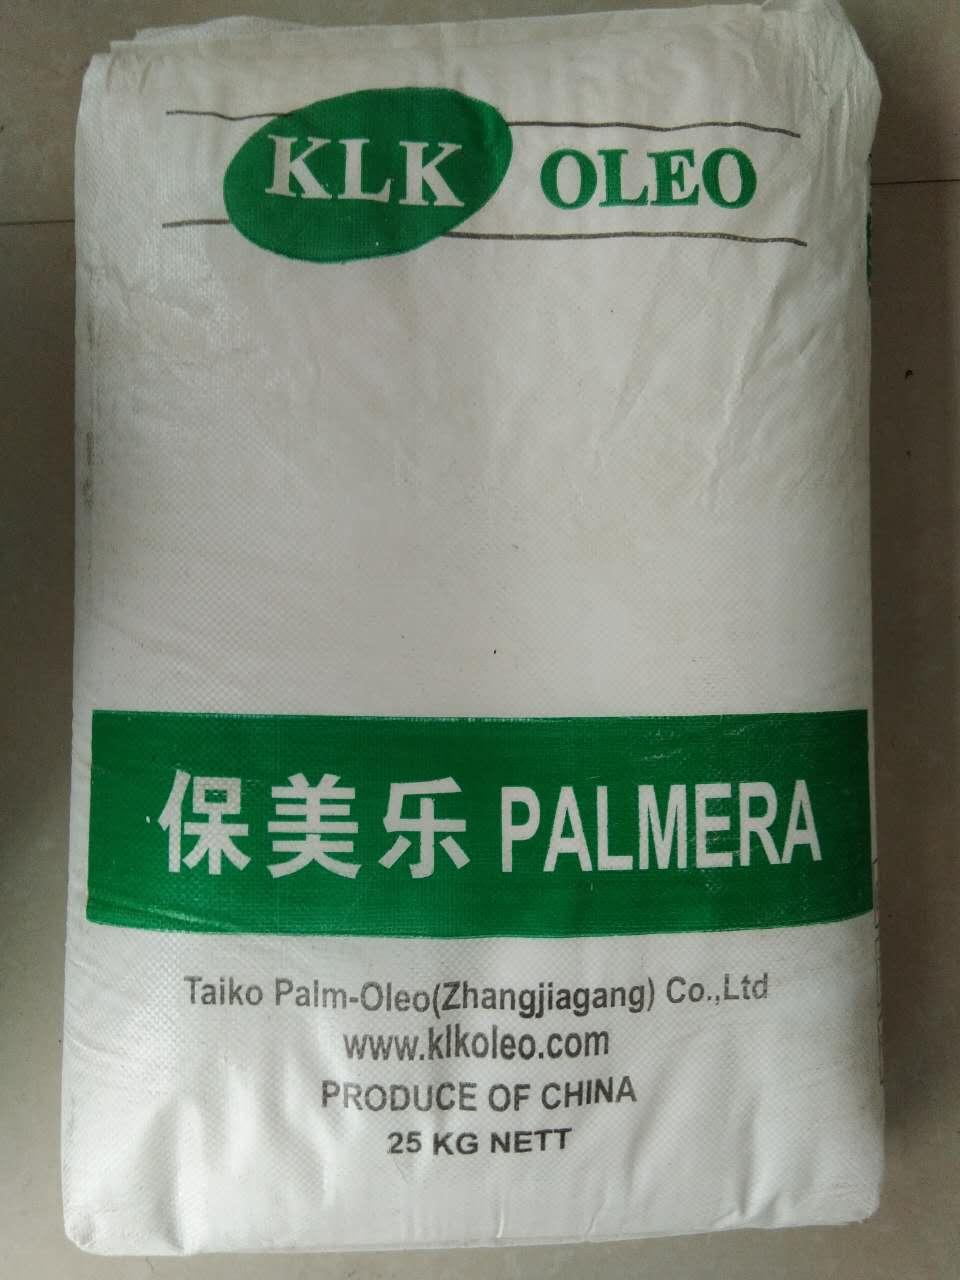 KLK OLEO
保美乐 PALMERA
Taiko Palm-Oleo(Zhangjiagang) Co.,Ltd
www.klkoleo.com
PRODUCE OF CHINA
25 KG NETT